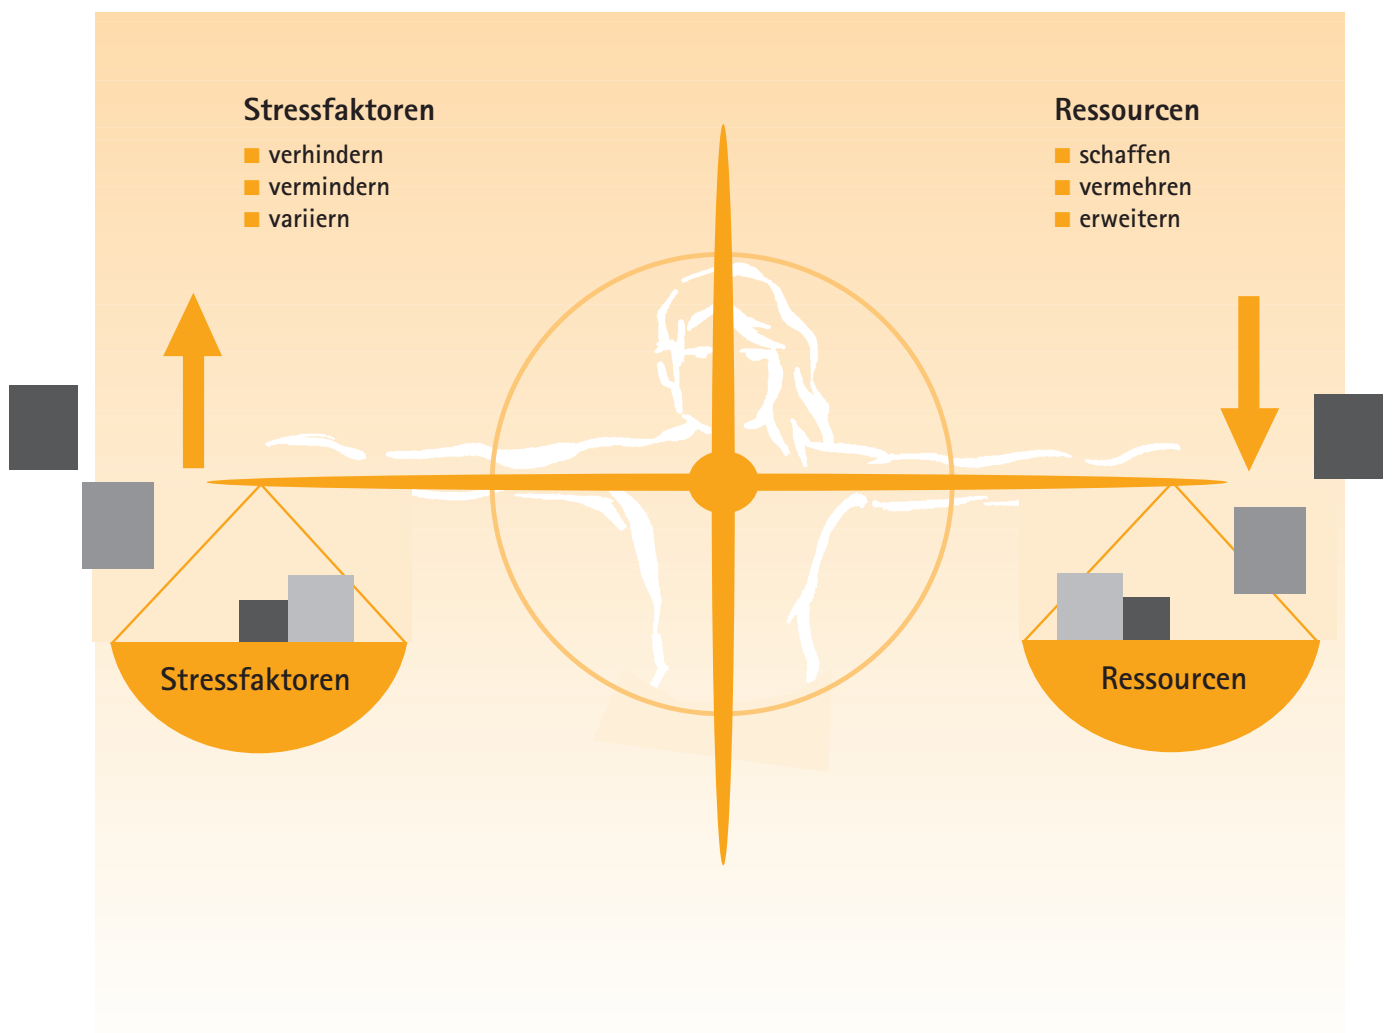 Stressfaktoren
verhindern
vermindern
variiern
Ressourcen
schaffen
vermehren
erweitern
Stressfaktoren
Ressourcen